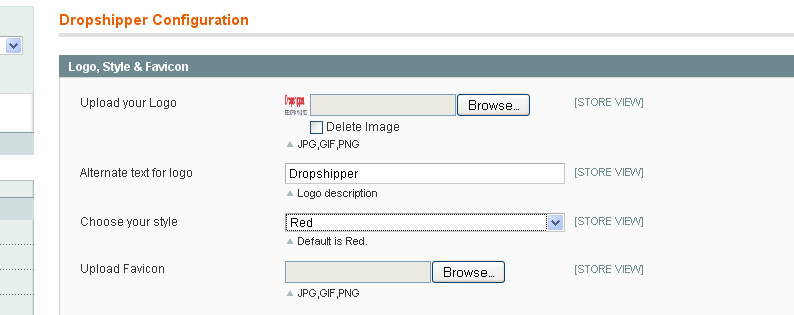 Dropshipper Configuration
Logo, Style & Favicon
Upload your Logo Browse... [STORE VIEW]
Delete Image
JPG,GIF,PNG
Alternate text for logo Dropshipper [STORE VIEW]
Logo description
Choose your style Red [STORE VIEW]
Default is Red.
Upload Favicon Browse... [STORE VIEW]
JPG,GIF,PNG